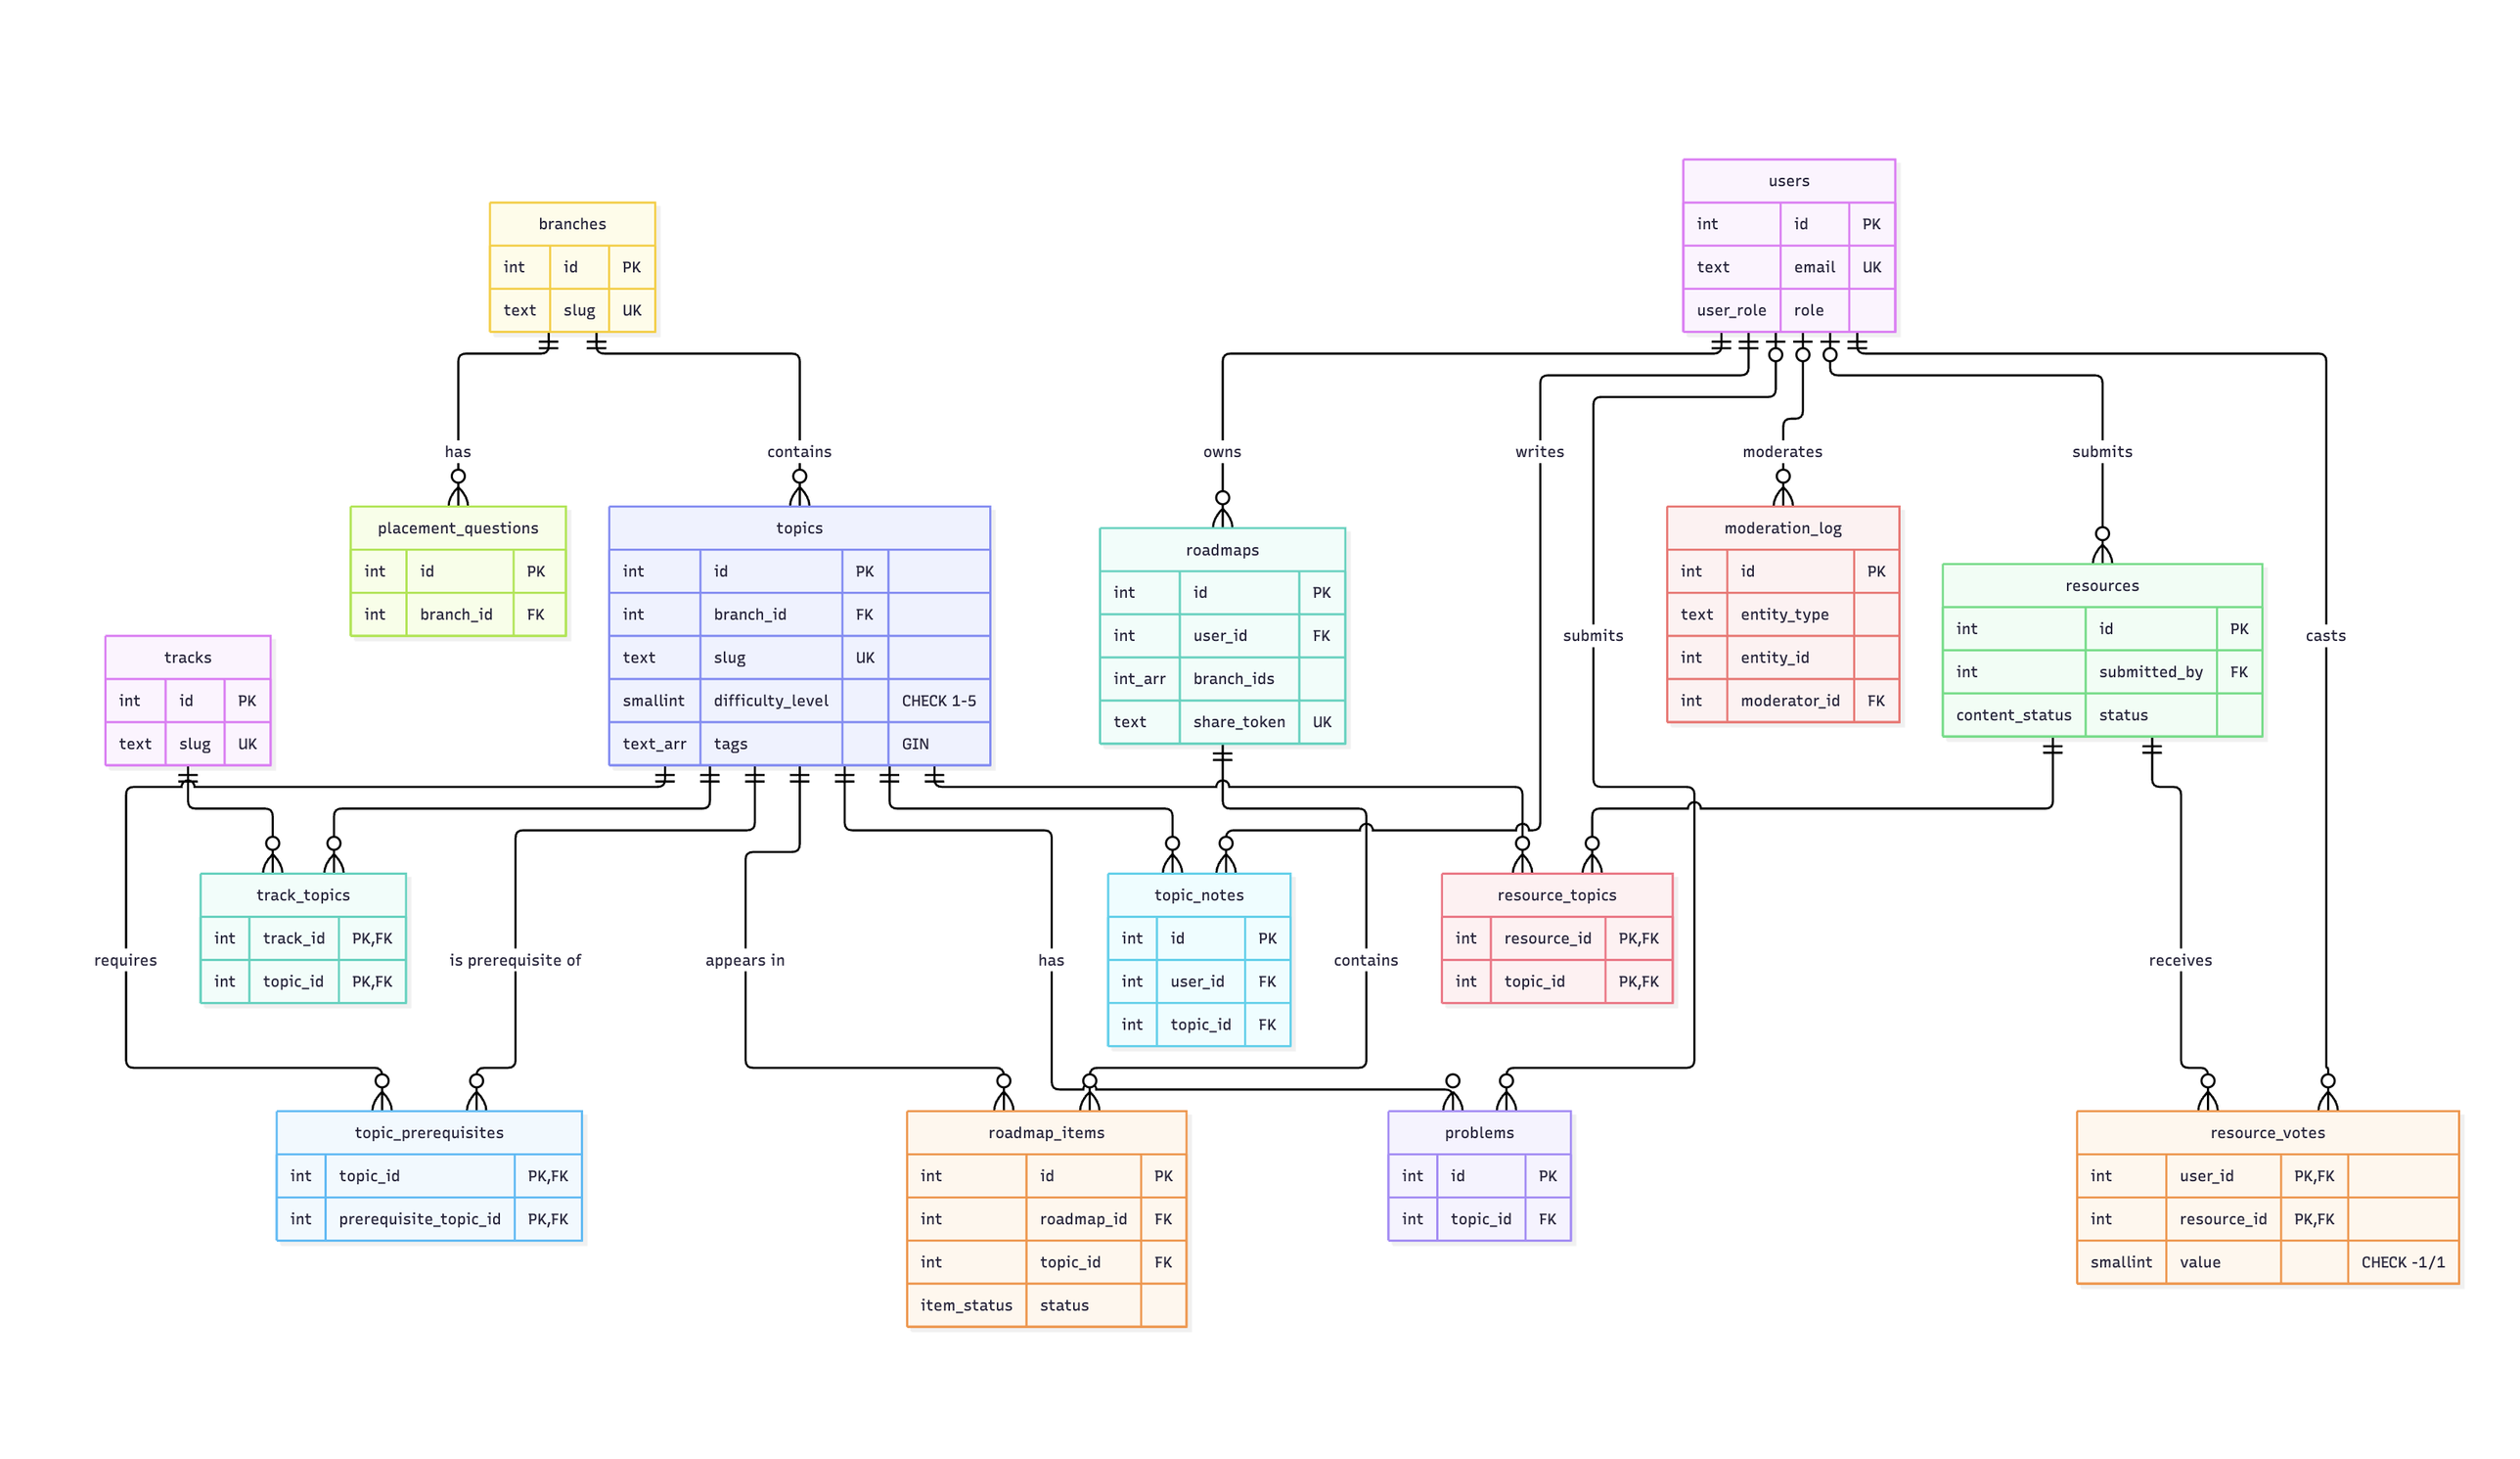 users
int id PK
text email UK
user_role role
branches
int id PK
text slug UK
has
contains
owns
writes
moderates
submits
placement_questions
int id PK
int branch_id FK
topics
int id PK
int branch_id FK
text slug UK
smallint difficulty_level CHECK 1-5
text_arr tags GIN
roadmaps
int id PK
int user_id FK
int_arr branch_ids
text share_token UK
submits
moderation_log
int id PK
text entity_type
int entity_id
int moderator_id FK
resources
int id PK
int submitted_by FK
content_status status
casts
tracks
int id PK
text slug UK
requires
track_topics
int track_id PK,FK
int topic_id PK,FK
is prerequisite of
appears in
has
topic_notes
int id PK
int user_id FK
int topic_id FK
contains
resource_topics
int resource_id PK,FK
int topic_id PK,FK
receives
topic_prerequisites
int topic_id PK,FK
int prerequisite_topic_id PK,FK
roadmap_items
int id PK
int roadmap_id FK
int topic_id FK
item_status status
problems
int id PK
int topic_id FK
resource_votes
int user_id PK,FK
int resource_id PK,FK
smallint value CHECK -1/1